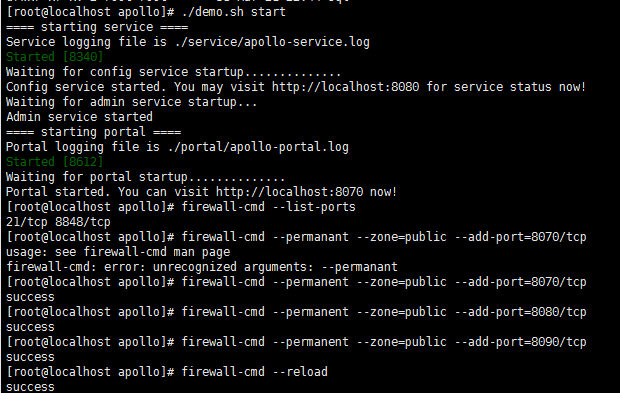 [root@localhost apollo]# ./demo.sh start
==== starting service ====
Service logging file is ./service/apollo-service.log
Started [8340]
Waiting for config service startup..............
Config service started. You may visit http://localhost:8080 for service status now!
Waiting for admin service startup...
Admin service started
==== starting portal ====
Portal logging file is ./portal/apollo-portal.log
Started [8612]
Waiting for portal startup..............
Portal started. You can visit http://localhost:8070 now!
[root@localhost apollo]# firewall-cmd --list-ports
21/tcp 8848/tcp
[root@localhost apollo]# firewall-cmd --permanant --zone=public --add-port=8070/tcp
usage: see firewall-cmd man page
firewall-cmd: error: unrecognized arguments: --permanant
[root@localhost apollo]# firewall-cmd --permanent --zone=public --add-port=8070/tcp
success
[root@localhost apollo]# firewall-cmd --permanent --zone=public --add-port=8080/tcp
success
[root@localhost apollo]# firewall-cmd --permanent --zone=public --add-port=8090/tcp
success
[root@localhost apollo]# firewall-cmd --reload
success